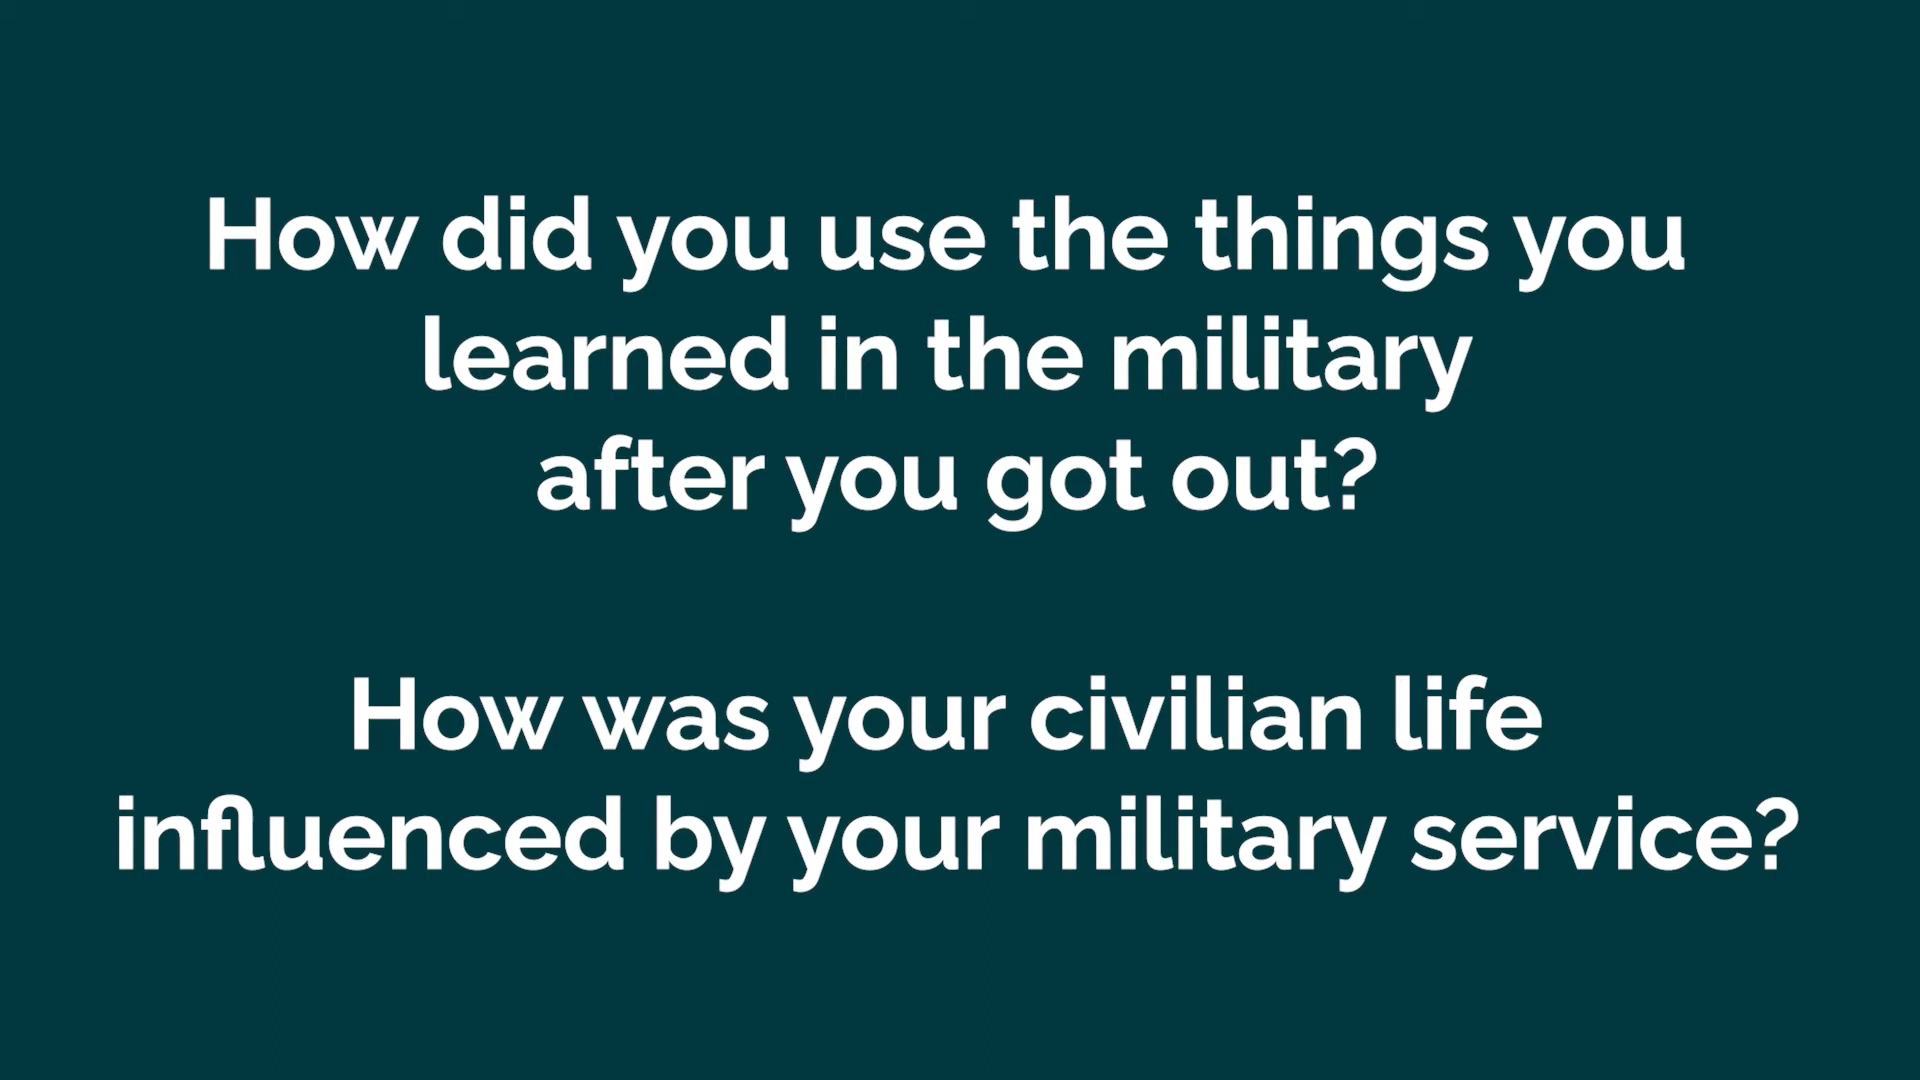 How did you use the things you
learned in the military
after you got out?
How was your civilian life
influenced by your military service?